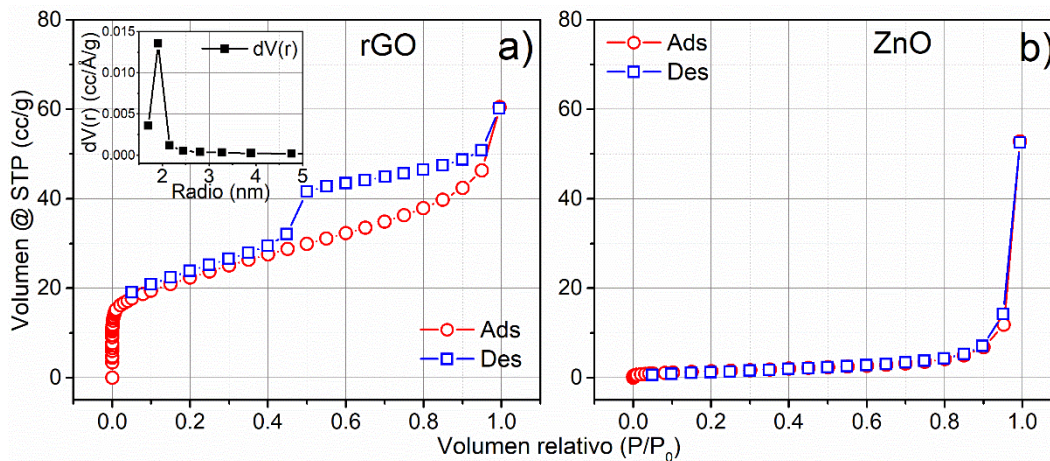 rGO
a)
dV(r)
dV(r) (cc/Å/g)
0.015
0.010
0.005
0.000
2 3 4 5
Radio (nm)
Volumen @ STP (cc/g)
80
60
40
20
0
Ads
Des
0.0 0.2 0.4 0.6 0.8 1.0
ZnO
b)
Ads
Des
80
60
40
20
0
0.0 0.2 0.4 0.6 0.8 1.0
Volumen relativo (P/P₀)